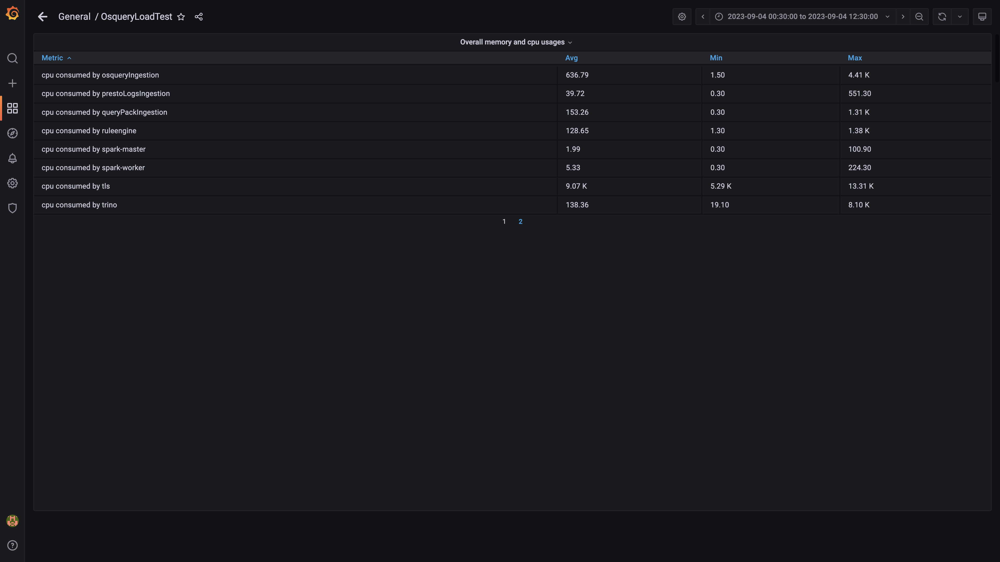 General / OsqueryLoadTest
2023-09-04 00:30:00 to 2023-09-04 12:30:00
Overall memory and cpu usages
Metric Avg Min Max
cpu consumed by osqueryIngestion 636.79 1.50 4.41 K
cpu consumed by prestoLogsIngestion 39.72 0.30 551.30
cpu consumed by queryPackIngestion 153.26 0.30 1.31 K
cpu consumed by ruleengine 128.65 1.30 1.38 K
cpu consumed by spark-master 1.99 0.30 100.90
cpu consumed by spark-worker 5.33 0.30 224.30
cpu consumed by tls 9.07 K 5.29 K 13.31 K
cpu consumed by trino 138.36 19.10 8.10 K
1 2